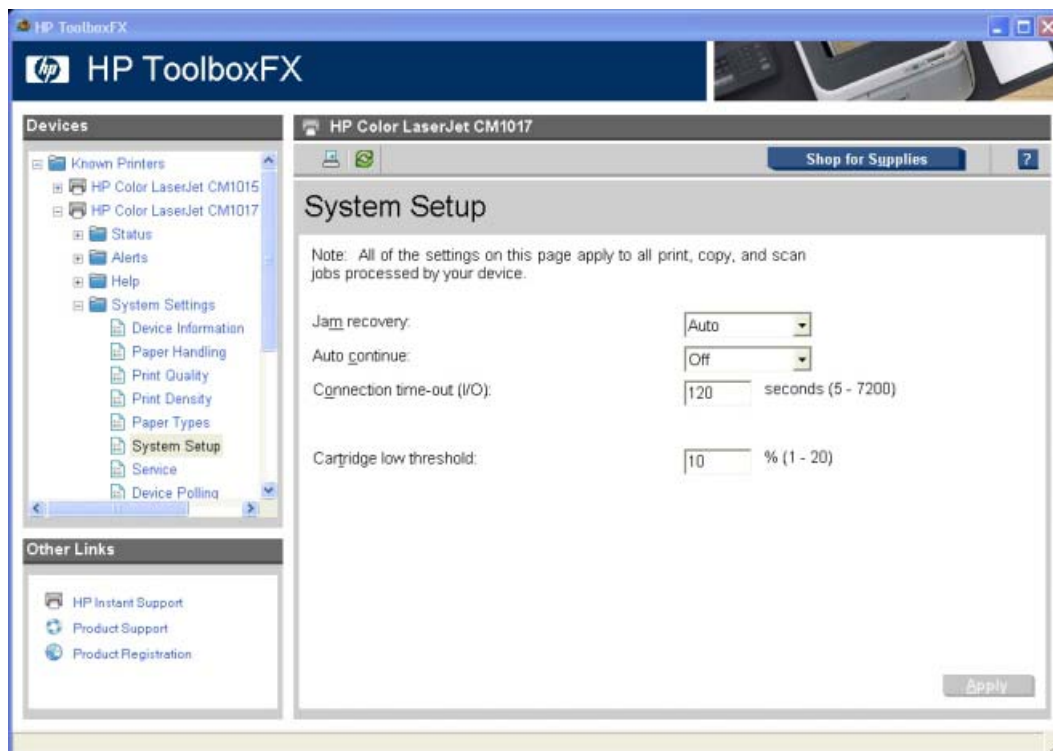 HP ToolboxFX
hp HP ToolboxFX
Devices
Known Printers
HP Color LaserJet CM1015
HP Color LaserJet CM1017
Status
Alerts
Help
System Settings
Device Information
Paper Handling
Print Quality
Print Density
Paper Types
System Setup
Service
Device Polling
Other Links
HP Instant Support
Product Support
Product Registration
HP Color LaserJet CM1017
Shop for Supplies ?
System Setup
Note: All of the settings on this page apply to all print, copy, and scan
jobs processed by your device.
Jam recovery: Auto
Auto continue: Off
Connection time-out (I/O): 120 seconds (5 - 7200)
Cartridge low threshold: 10 % (1 - 20)
Apply